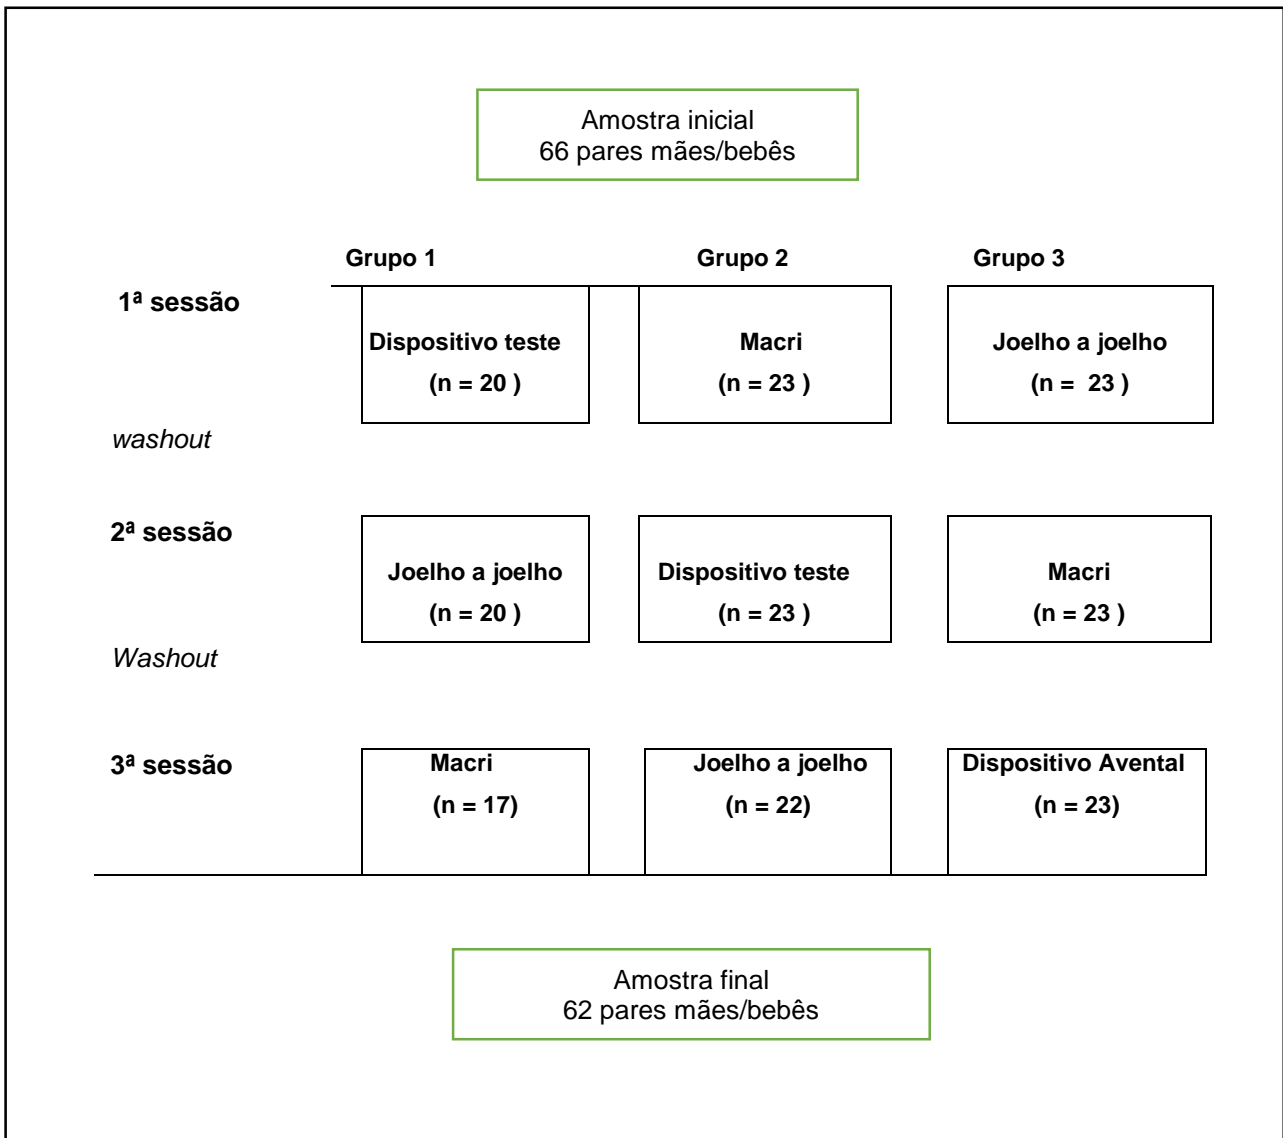 Amostra inicial
66 pares mães/bebês
Grupo 1 Grupo 2 Grupo 3
1ª sessão
Dispositivo teste Macri Joelho a joelho
(n = 20 ) (n = 23 ) (n = 23 )
washout
2ª sessão
Joelho a joelho Dispositivo teste Macri
(n = 20 ) (n = 23 ) (n = 23 )
Washout
3ª sessão Macri Joelho a joelho Dispositivo Avental
(n = 17) (n = 22) (n = 23)
Amostra final
62 pares mães/bebês